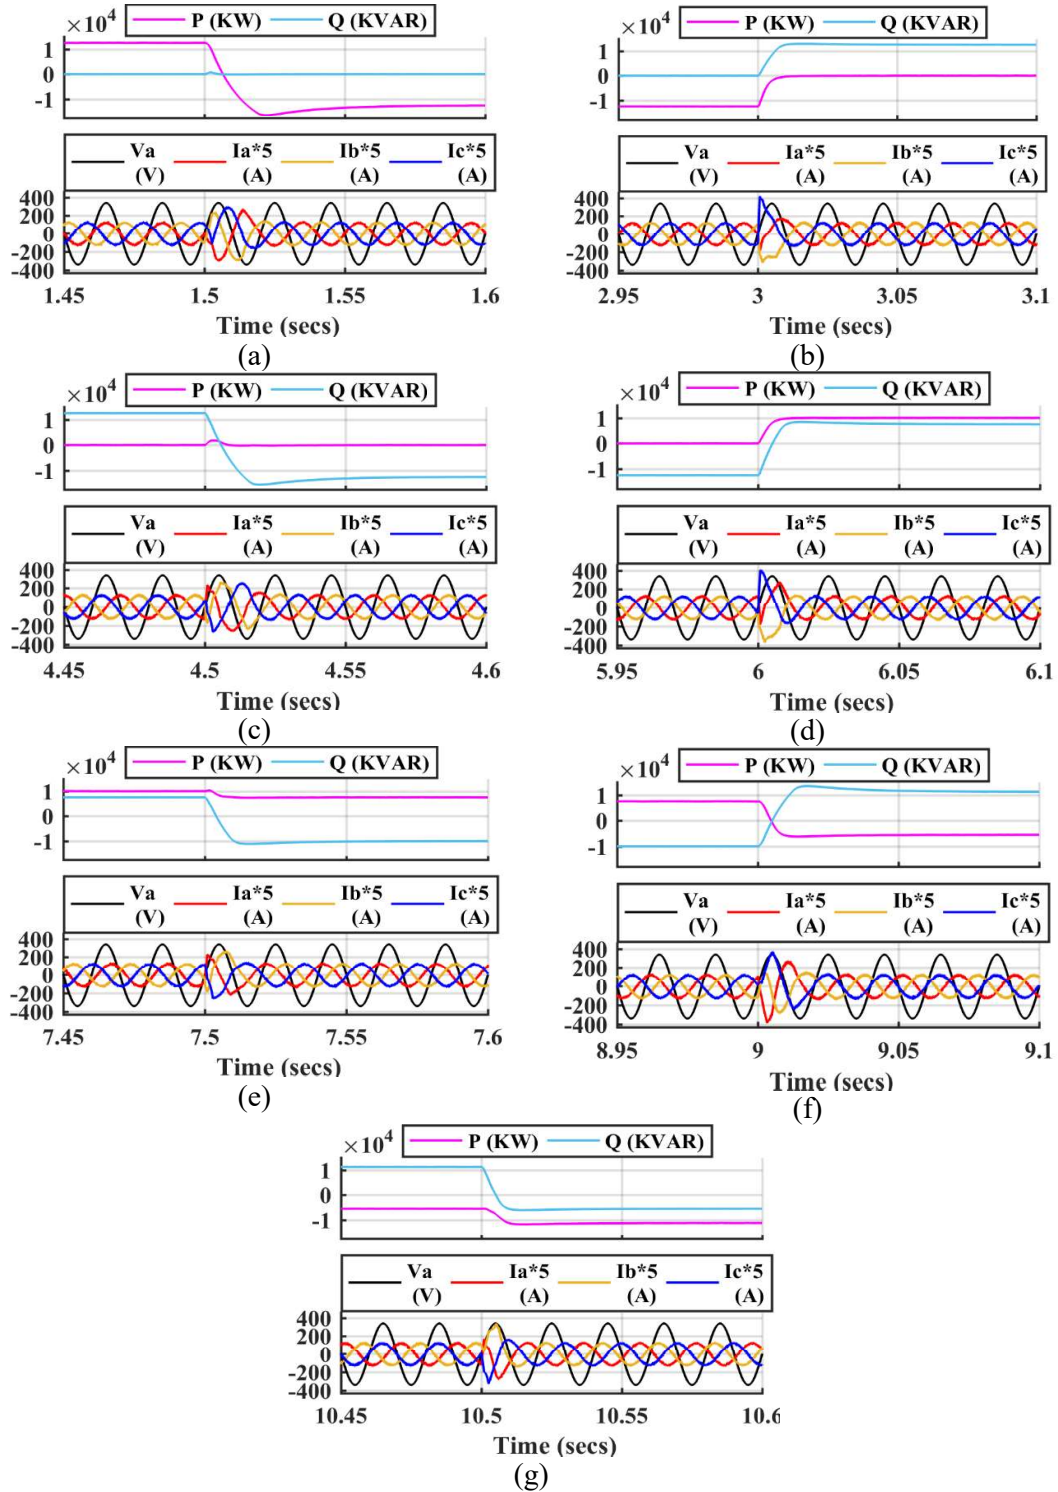 ×10⁴ P (KW) Q (KVAR)
1
0
-1
Va Ia*5 Ib*5 Ic*5
(V) (A) (A) (A)
400
200
0
-200
-400
1.45 1.5 1.55 1.6
Time (secs)
(a)
×10⁴ P (KW) Q (KVAR)
1
0
-1
Va Ia*5 Ib*5 Ic*5
(V) (A) (A) (A)
400
200
0
-200
-400
2.95 3 3.05 3.1
Time (secs)
(b)
×10⁴ P (KW) Q (KVAR)
1
0
-1
Va Ia*5 Ib*5 Ic*5
(V) (A) (A) (A)
400
200
0
-200
-400
4.45 4.5 4.55 4.6
Time (secs)
(c)
×10⁴ P (KW) Q (KVAR)
1
0
-1
Va Ia*5 Ib*5 Ic*5
(V) (A) (A) (A)
400
200
0
-200
-400
5.95 6 6.05 6.1
Time (secs)
(d)
×10⁴ P (KW) Q (KVAR)
1
0
-1
Va Ia*5 Ib*5 Ic*5
(V) (A) (A) (A)
400
200
0
-200
-400
7.45 7.5 7.55 7.6
Time (secs)
(e)
×10⁴ P (KW) Q (KVAR)
1
0
-1
Va Ia*5 Ib*5 Ic*5
(V) (A) (A) (A)
400
200
0
-200
-400
8.95 9 9.05 9.1
Time (secs)
(f)
×10⁴ P (KW) Q (KVAR)
1
0
-1
Va Ia*5 Ib*5 Ic*5
(V) (A) (A) (A)
400
200
0
-200
-400
10.45 10.5 10.55 10.6
Time (secs)
(g)